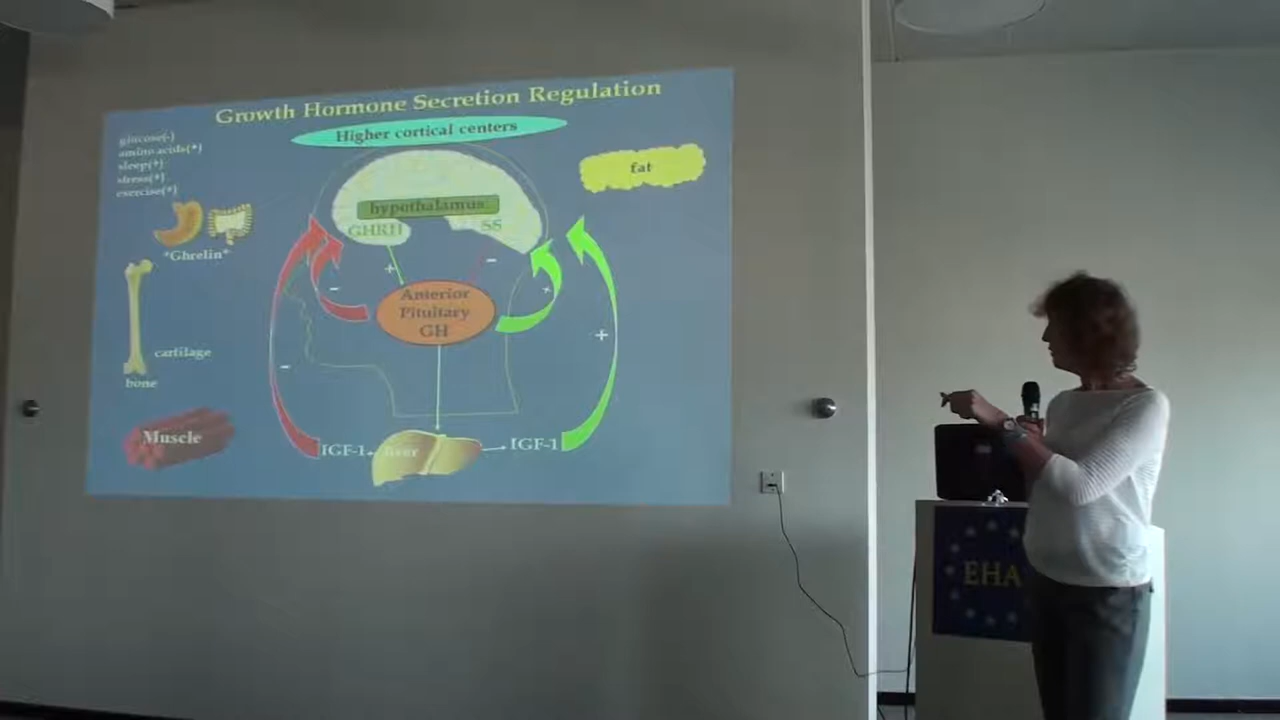 Growth Hormone Secretion Regulation
Higher cortical centers
glucose(-)
amino acids(+)
sleep(+)
stress(+)
exercise(+)
fat
hypothalamus
GHRH
SS
*Ghrelin*
+
-
-
+
Anterior
Pituitary
GH
+
cartilage
bone
-
Muscle
IGF-1
liver
IGF-1
EHA